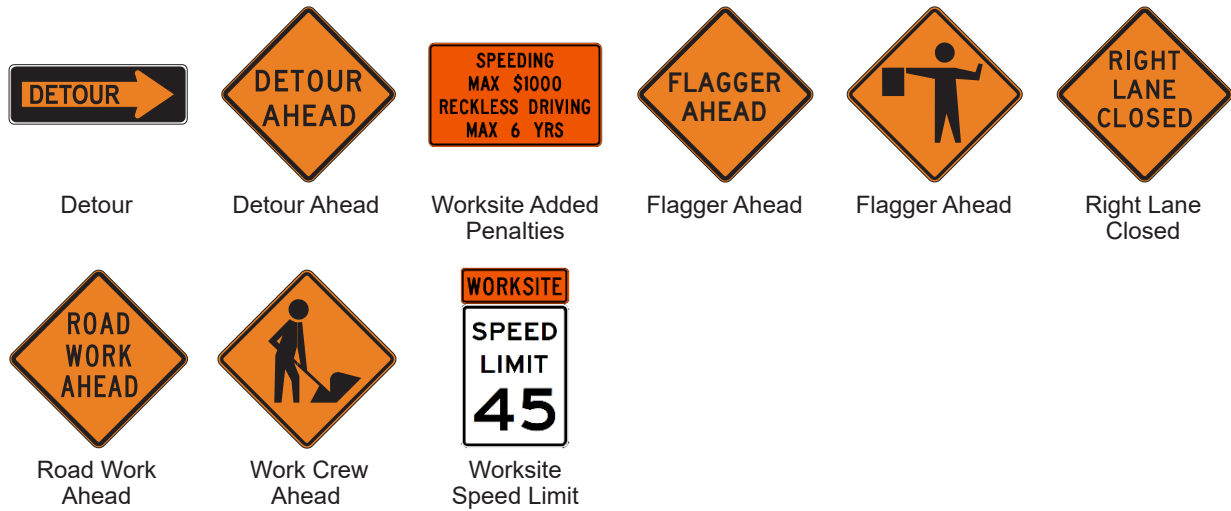 DETOUR
DETOUR
AHEAD
SPEEDING
MAX $1000
RECKLESS DRIVING
MAX 6 YRS
FLAGGER
AHEAD
RIGHT
LANE
CLOSED
Detour
Detour Ahead
Worksite Added
Penalties
Flagger Ahead
Flagger Ahead
Right Lane
Closed
ROAD
WORK
AHEAD
WORKSITE
SPEED
LIMIT
45
Road Work
Ahead
Work Crew
Ahead
Worksite
Speed Limit